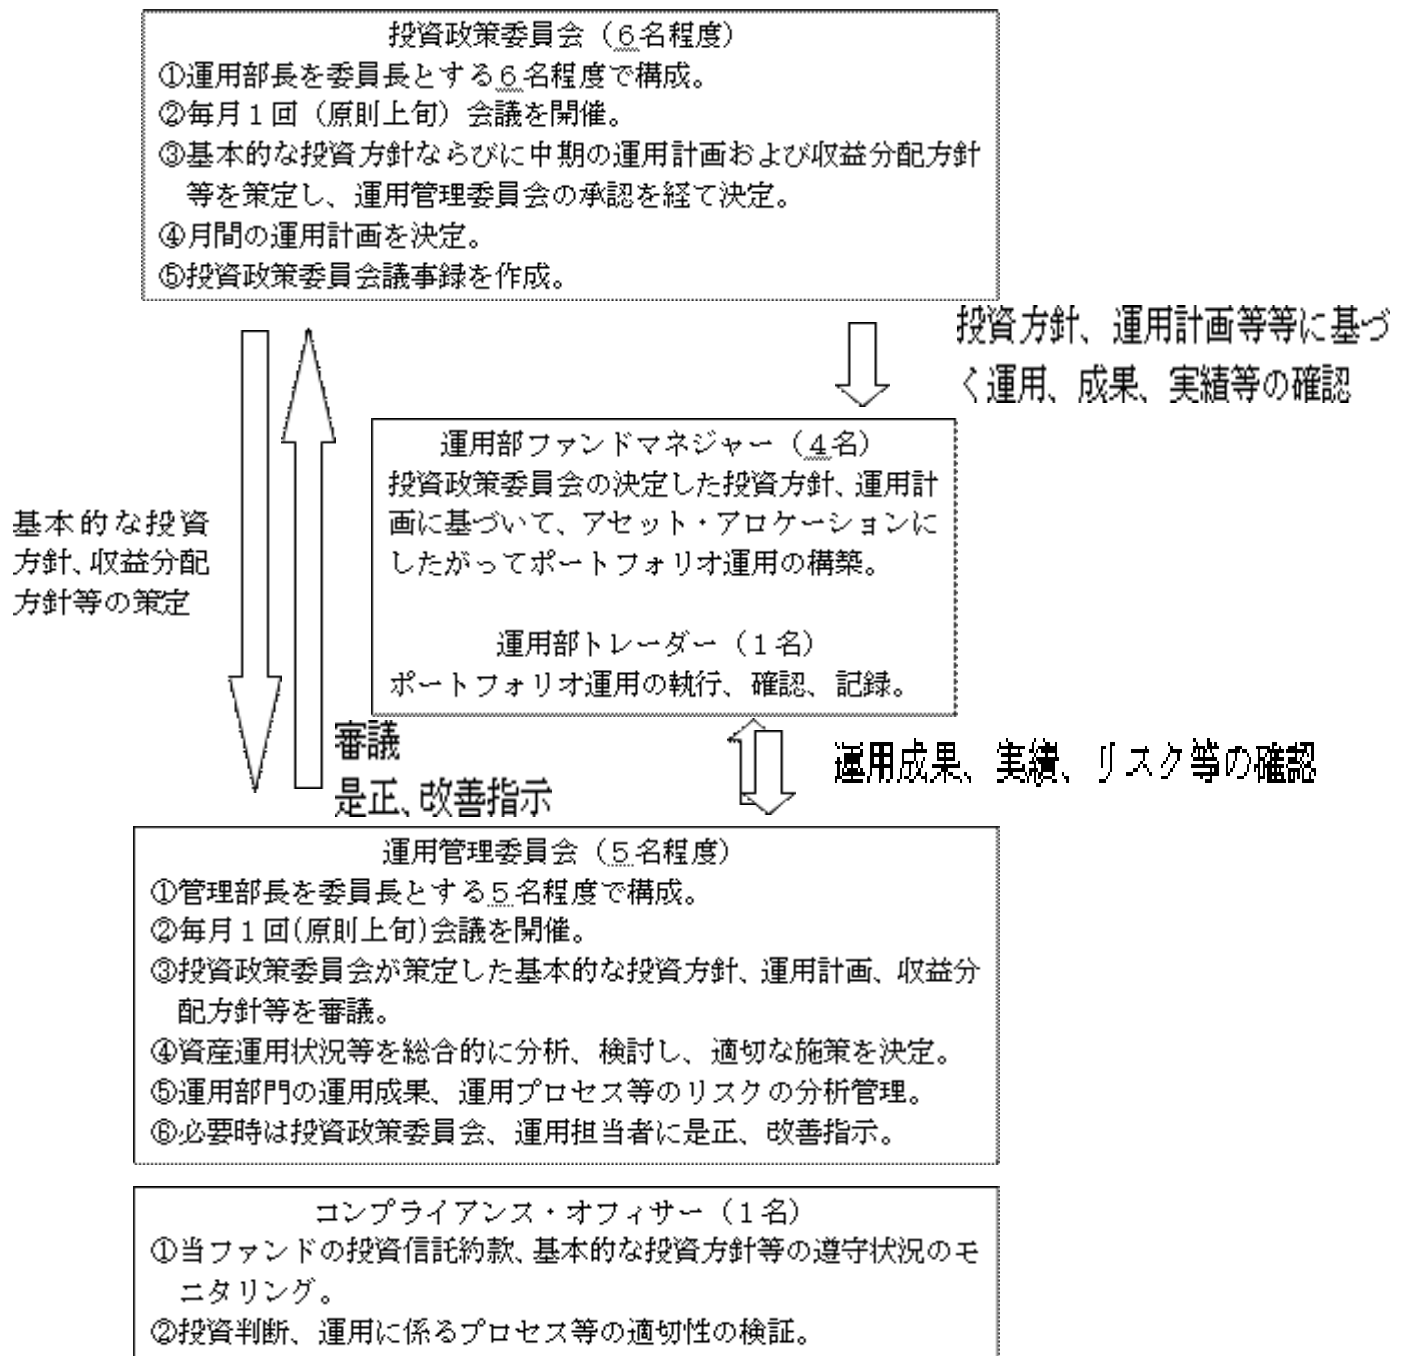 投資政策委員会（６名程度）
①運用部長を委員長とする６名程度で構成。
②毎月１回（原則上旬）会議を開催。
③基本的な投資方針ならびに中期の運用計画および収益分配方針
等を策定し、運用管理委員会の承認を経て決定。
④月間の運用計画を決定。
⑤投資政策委員会議事録を作成。
投資方針、運用計画等等に基づ
く運用、成果、実績等の確認
運用部ファンドマネジャー（４名）
投資政策委員会の決定した投資方針、運用計
画に基づいて、アセット・アロケーションに
したがってポートフォリオ運用の構築。
運用部トレーダー（１名）
ポートフォリオ運用の執行、確認、記録。
基本的な投資
方針、収益分配
方針等の策定
審議
是正、改善指示
運用成果、実績、リスク等の確認
運用管理委員会（５名程度）
①管理部長を委員長とする５名程度で構成。
②毎月１回(原則上旬)会議を開催。
③投資政策委員会が策定した基本的な投資方針、運用計画、収益分
配方針等を審議。
④資産運用状況等を総合的に分析、検討し、適切な施策を決定。
⑤運用部門の運用成果、運用プロセス等のリスクの分析管理。
⑥必要時は投資政策委員会、運用担当者に是正、改善指示。
コンプライアンス・オフィサー（１名）
①当ファンドの投資信託約款、基本的な投資方針等の遵守状況のモ
ニタリング。
②投資判断、運用に係るプロセス等の適切性の検証。